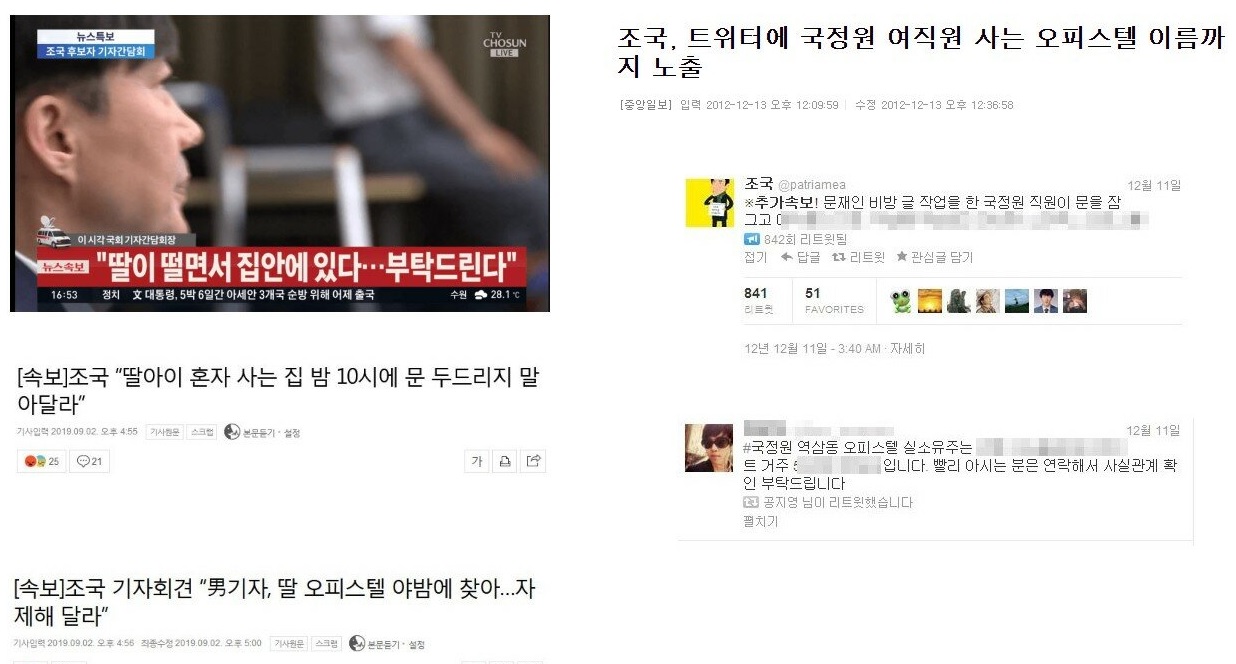 뉴스특보
조국 후보자 기자간담회
TV
CHOSUN
LIVE
이 시각 국회 기자간담회장
뉴스속보
"딸이 떨면서 집안에 있다…부탁드린다"
16:53 정치 文 대통령, 5박 6일간 아세안 3개국 순방 위해 어제 출국 수원 28.1℃
[속보]조국 “딸아이 혼자 사는 집 밤 10시에 문 두드리지 말
아달라”
기사입력 2019.09.02. 오후 4:55 기사원문 스크랩 본문듣기 · 설정
25 21 가
[속보]조국 기자회견 “男기자, 딸 오피스텔 야밤에 찾아…자
제해 달라”
기사입력 2019.09.02. 오후 4:56 최종수정 2019.09.02. 오후 5:00 기사원문 스크랩 본문듣기 · 설정
조국, 트위터에 국정원 여직원 사는 오피스텔 이름까
지 노출
[중앙일보] 입력 2012-12-13 오후 12:09:59 수정 2012-12-13 오후 12:36:58
조국 @patriamea 12월 11일
※추가속보! 문재인 비방 글 작업을 한 국정원 직원이 문을 잠
그고
842회 리트윗됨
접기 답글 리트윗 관심글 담기
841 51
리트윗 FAVORITES
12년 12월 11일 - 3:40 AM · 자세히
12월 11일
#국정원 역삼동 오피스텔 실소유주는
트 거주 입니다. 빨리 아시는 분은 연락해서 사실관계 확
인 부탁드립니다
공지영 님이 리트윗했습니다
펼치기